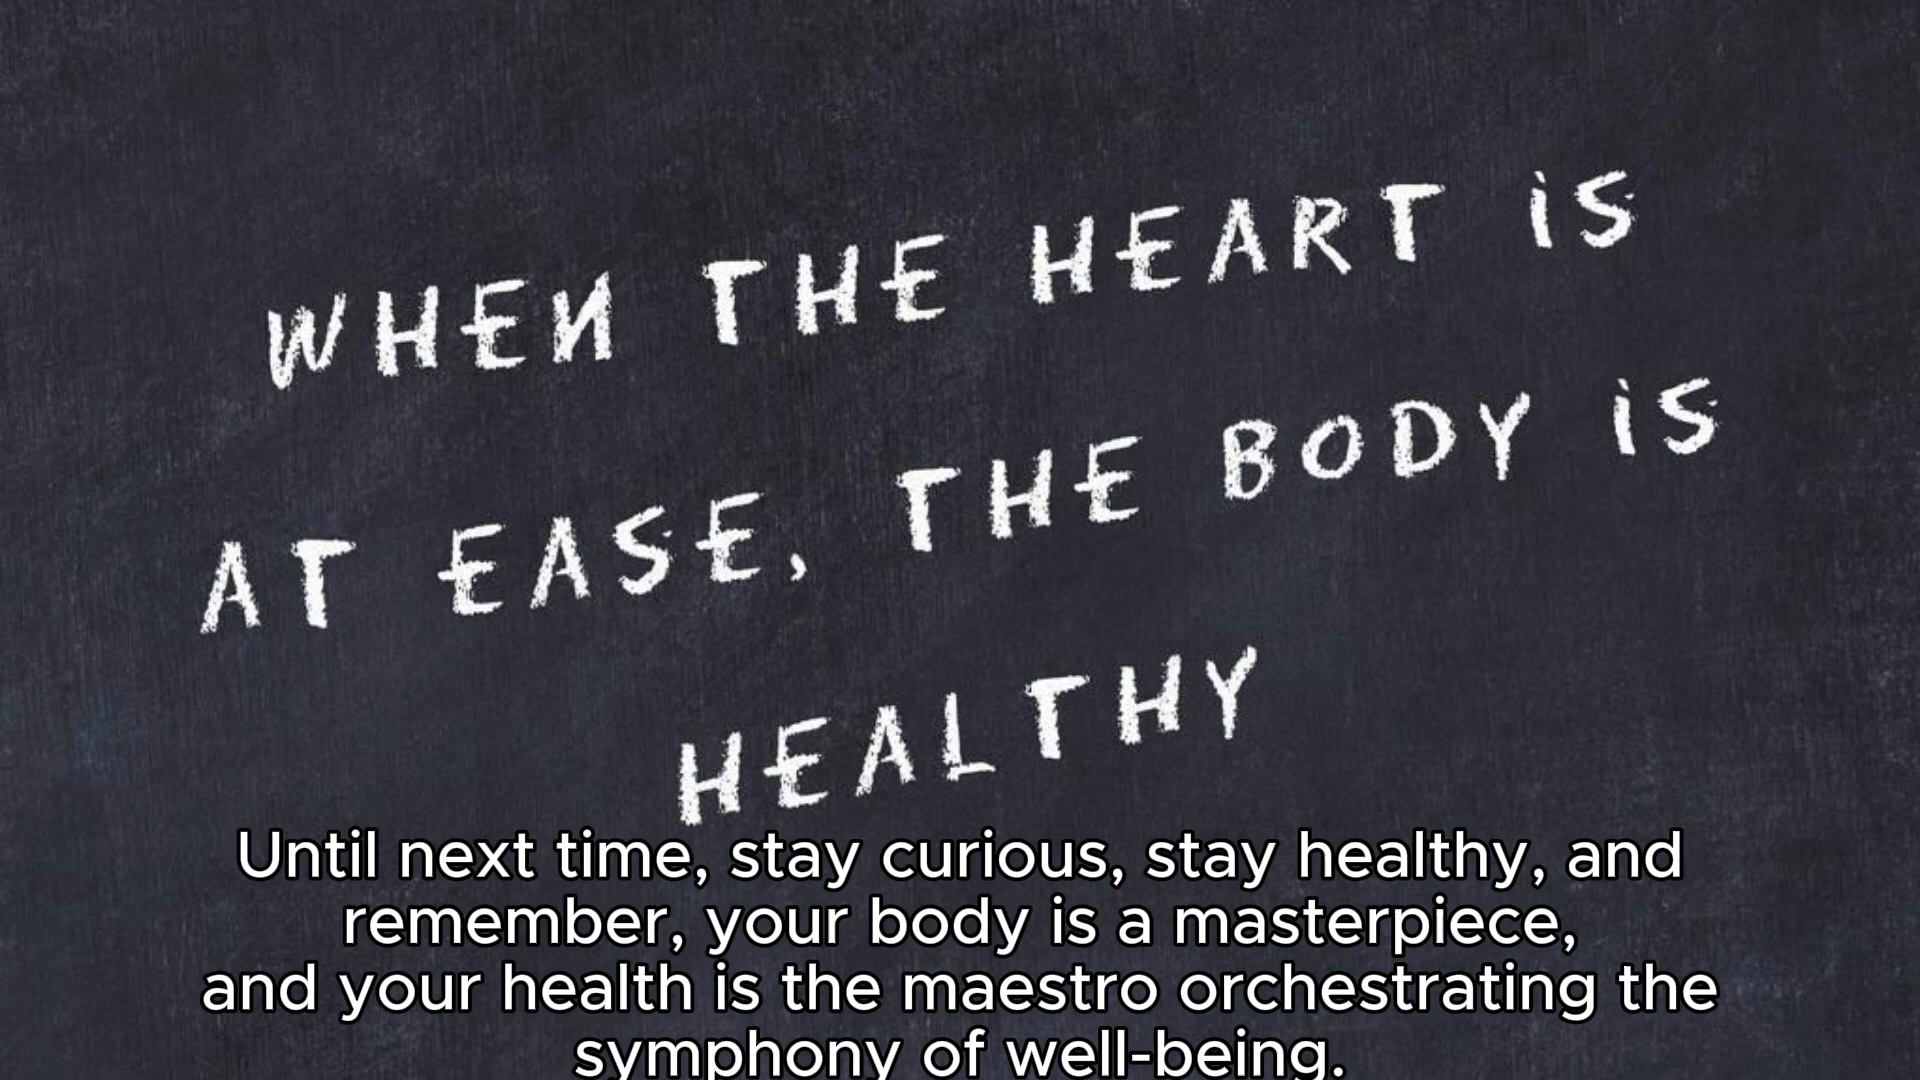 WHEN THE HEART iS
AT EASE, THE BODY iS
HEALTHY
Until next time, stay curious, stay healthy, and
remember, your body is a masterpiece,
and your health is the maestro orchestrating the
symphony of well-being.